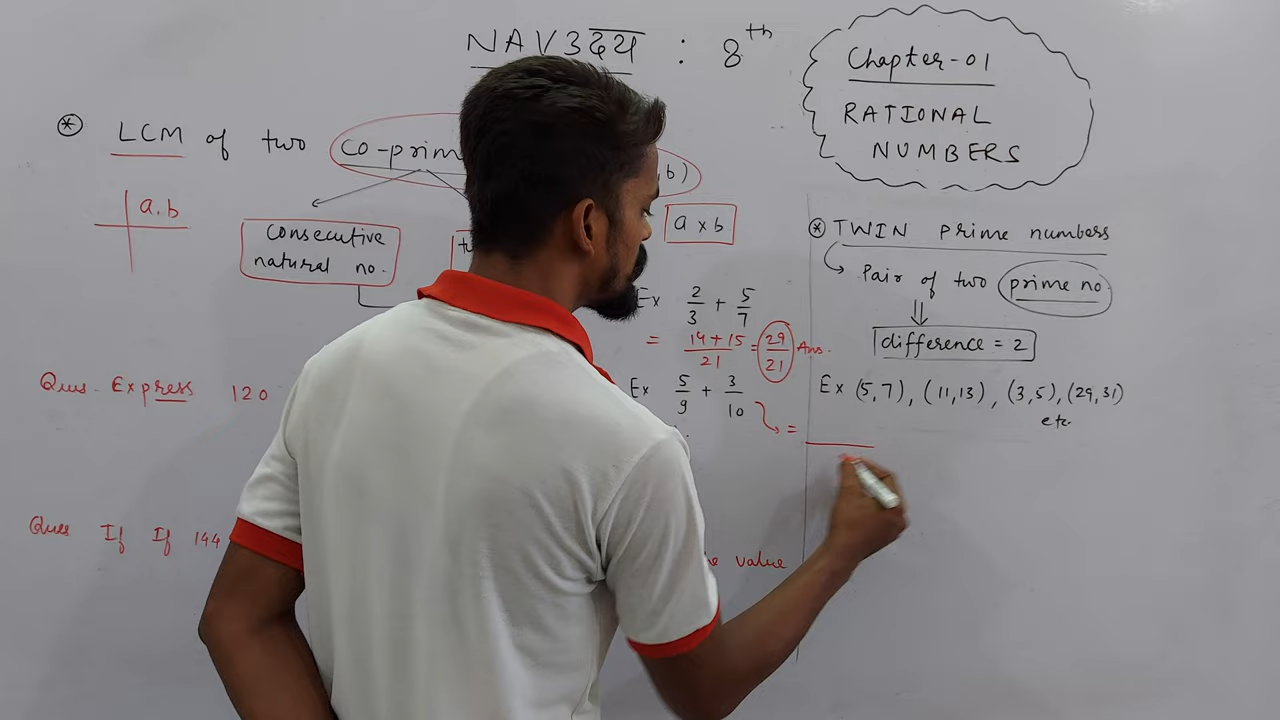 NAV3दय : 8th
Chapter-01
RATIONAL
NUMBERS
* LCM of two co-prim ,b)
a, b
consecutive
natural no.
a x b
Ex 2/3 + 5/7
= 14+15/21 = 29/21 Ans.
Ex 5/9 + 3/10
=
Ques. Express 120
Ques If If 144 value
* TWIN prime numbers
Pair of two prime no
difference = 2
Ex (5,7), (11,13), (3,5), (29,31)
etc